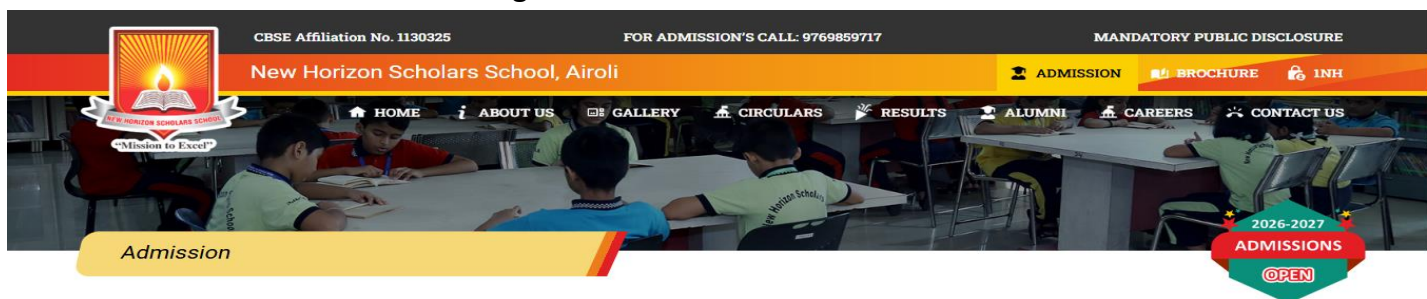 CBSE Affiliation No. 1130325
FOR ADMISSION'S CALL: 9769859717
MANDATORY PUBLIC DISCLOSURE
New Horizon Scholars School, Airoli
ADMISSION
BROCHURE
1NH
HOME
ABOUT US
GALLERY
CIRCULARS
RESULTS
ALUMNI
CAREERS
CONTACT US
NEW HORIZON SCHOLARS SCHOOL
“Mission to Excel”
Admission
2026-2027
ADMISSIONS
OPEN